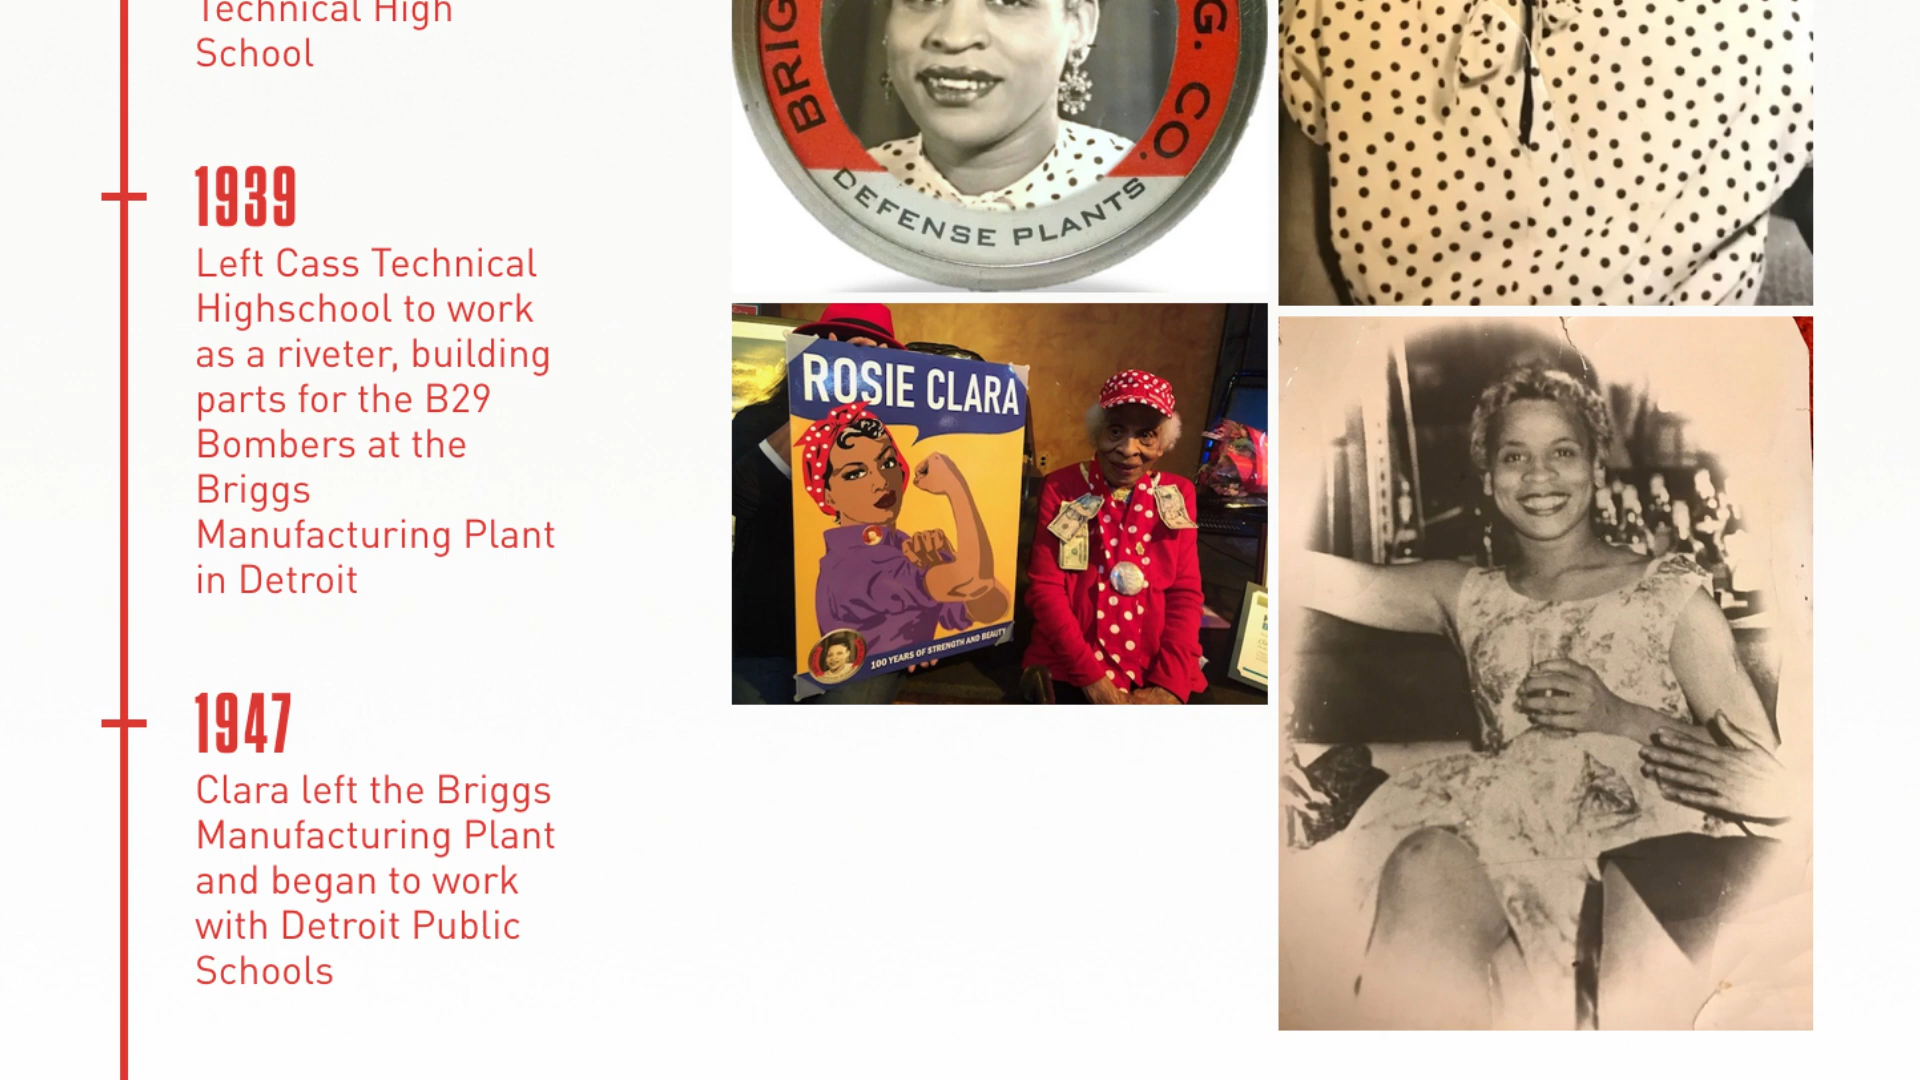 Technical High
School
1939
Left Cass Technical
Highschool to work
as a riveter, building
parts for the B29
Bombers at the
Briggs
Manufacturing Plant
in Detroit
1947
Clara left the Briggs
Manufacturing Plant
and began to work
with Detroit Public
Schools
BRIG
G. CO.
DEFENSE PLANTS
ROSIE CLARA
100 YEARS OF STRENGTH AND BEAUTY